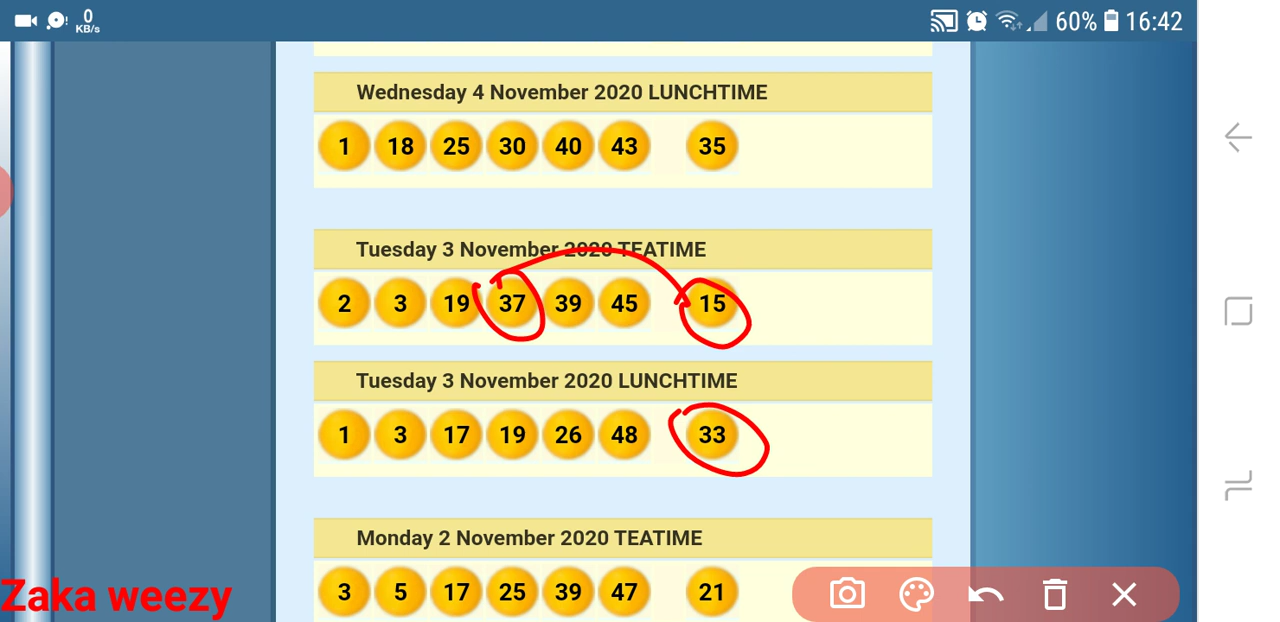 0
KB/s
60% 16:42
Wednesday 4 November 2020 LUNCHTIME
1 18 25 30 40 43 35
Tuesday 3 November 2020 TEATIME
2 3 19 37 39 45 15
Tuesday 3 November 2020 LUNCHTIME
1 3 17 19 26 48 33
Monday 2 November 2020 TEATIME
3 5 17 25 39 47 21
Zaka weezy